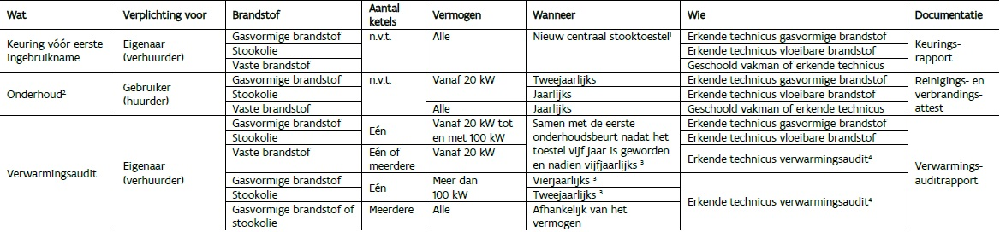 Wat Verplichting voor Brandstof Aantal ketels Vermogen Wanneer Wie Documentatie
Keuring vóór eerste ingebruikname Eigenaar (verhuurder) Gasvormige brandstof n.v.t. Alle Nieuw centraal stooktoestel¹ Erkende technicus gasvormige brandstof Keurings-rapport
Stookolie Erkende technicus vloeibare brandstof
Vaste brandstof Geschoold vakman of erkende technicus
Onderhoud² Gebruiker (huurder) Gasvormige brandstof n.v.t. Vanaf 20 kW Tweejaarlijks Erkende technicus gasvormige brandstof Reinigings- en verbrandings-attest
Stookolie Jaarlijks Erkende technicus vloeibare brandstof
Vaste brandstof Alle Jaarlijks Geschoold vakman of erkende technicus
Verwarmingsaudit Eigenaar (verhuurder) Gasvormige brandstof Eén Vanaf 20 kW tot en met 100 kW Samen met de eerste onderhoudsbeurt nadat het toestel vijf jaar is geworden en nadien vijfjaarlijks ³ Erkende technicus gasvormige brandstof Verwarmings-auditrapport
Stookolie Erkende technicus vloeibare brandstof
Vaste brandstof Eén of meerdere Vanaf 20 kW Erkende technicus verwarmingsaudit⁴
Gasvormige brandstof Eén Meer dan 100 kW Vierjaarlijks ³ Erkende technicus verwarmingsaudit⁴
Stookolie Tweejaarlijks ³
Gasvormige brandstof of stookolie Meerdere Alle Afhankelijk van het vermogen